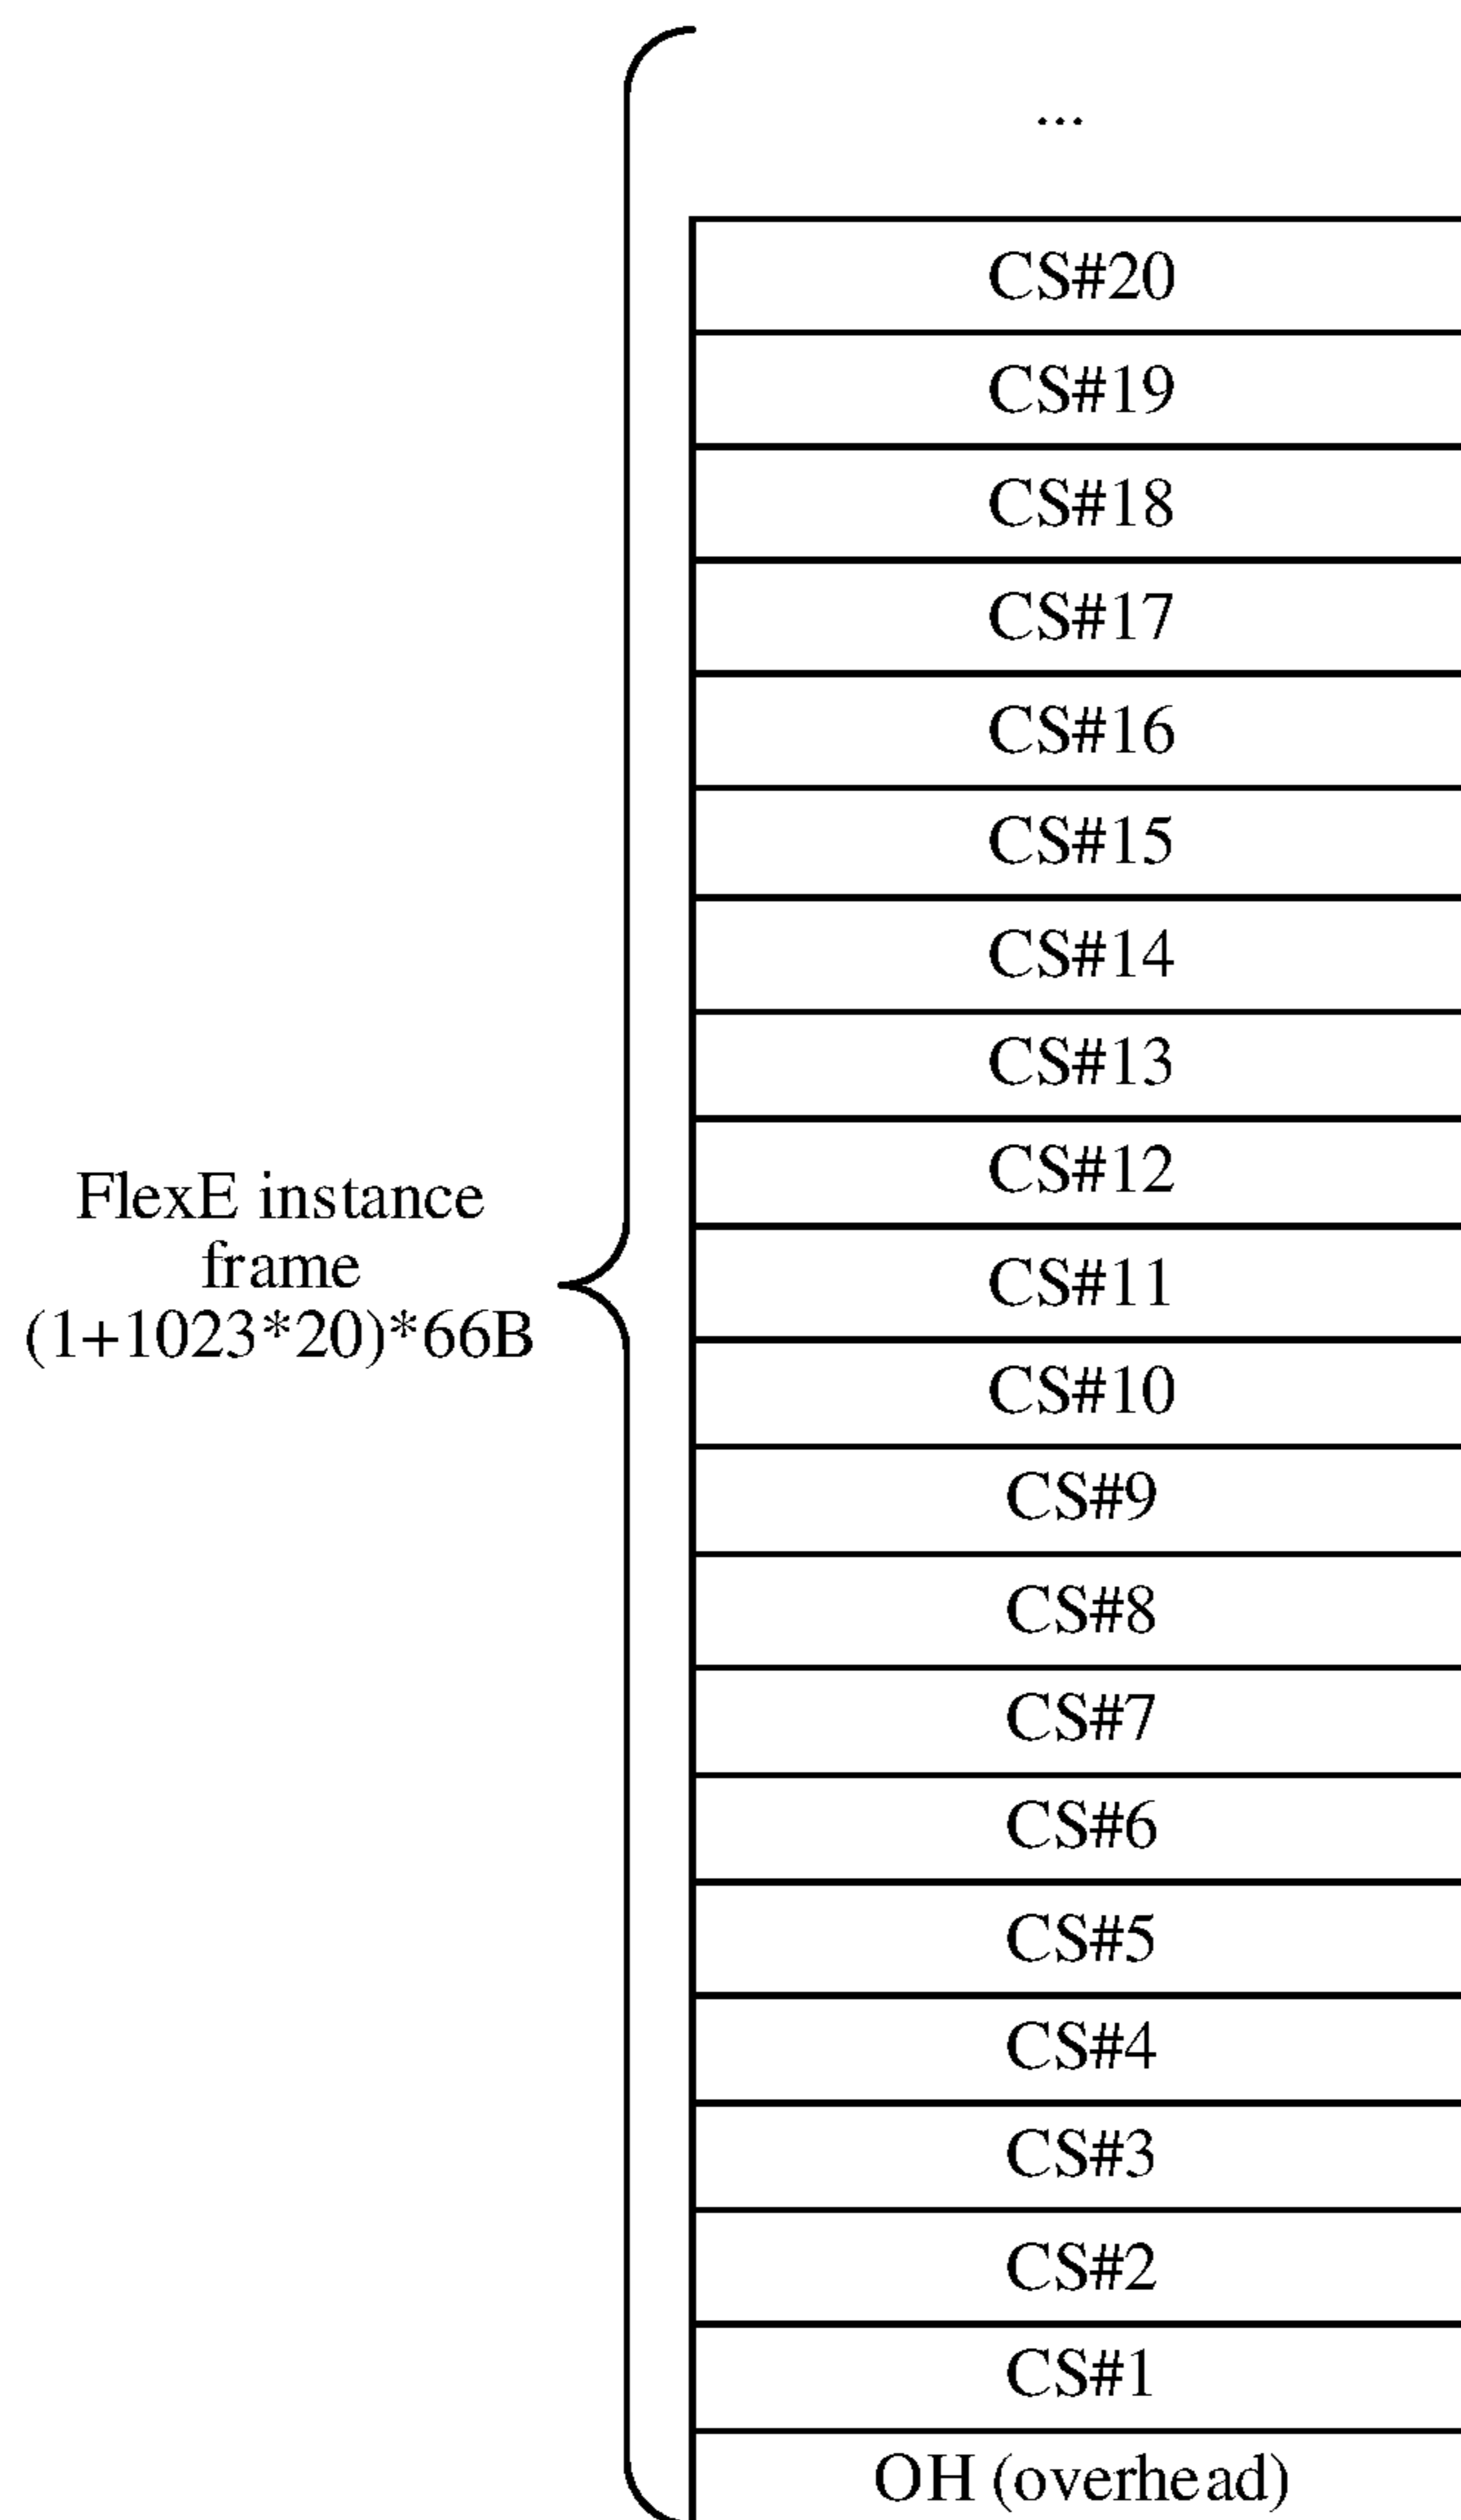 ...
CS#20
CS#19
CS#18
CS#17
CS#16
CS#15
CS#14
CS#13
CS#12
CS#11
CS#10
CS#9
CS#8
CS#7
CS#6
CS#5
CS#4
CS#3
CS#2
CS#1
OH (overhead)
FlexE instance
frame
(1+1023*20)*66B